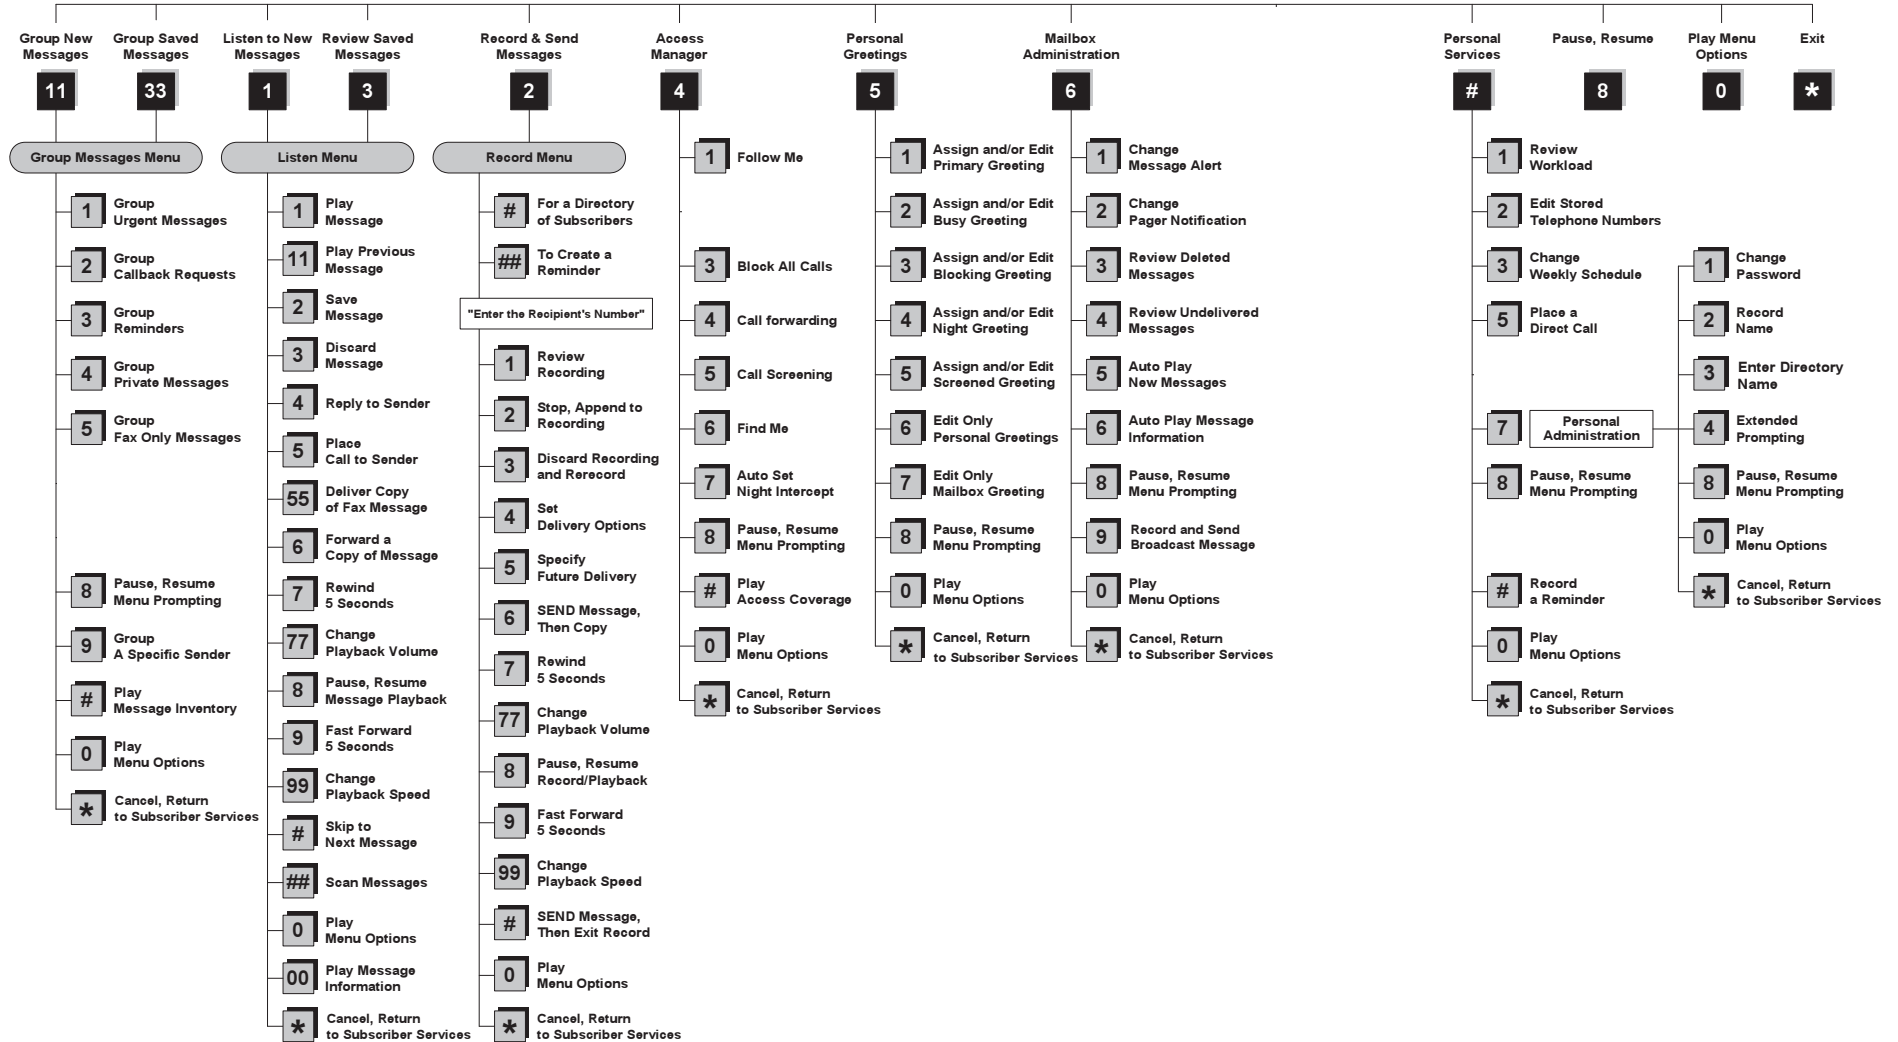 Group New
Messages
11
Group Saved
Messages
33
Listen to New
Messages
1
Review Saved
Messages
3
Record & Send
Messages
2
Access
Manager
4
Personal
Greetings
5
Mailbox
Administration
6
Personal
Services
#
Pause, Resume
8
Play Menu
Options
0
Exit
*
Group Messages Menu
1
Group
Urgent Messages
2
Group
Callback Requests
3
Group
Reminders
4
Group
Private Messages
5
Group
Fax Only Messages
8
Pause, Resume
Menu Prompting
9
Group
A Specific Sender
#
Play
Message Inventory
0
Play
Menu Options
*
Cancel, Return
to Subscriber Services
Listen Menu
1
Play
Message
11
Play Previous
Message
2
Save
Message
3
Discard
Message
4
Reply to Sender
5
Place
Call to Sender
55
Deliver Copy
of Fax Message
6
Forward a
Copy of Message
7
Rewind
5 Seconds
77
Change
Playback Volume
8
Pause, Resume
Message Playback
9
Fast Forward
5 Seconds
99
Change
Playback Speed
#
Skip to
Next Message
##
Scan Messages
0
Play
Menu Options
00
Play Message
Information
*
Cancel, Return
to Subscriber Services
Record Menu
#
For a Directory
of Subscribers
##
To Create a
Reminder
"Enter the Recipient's Number"
1
Review
Recording
2
Stop, Append to
Recording
3
Discard Recording
and Rerecord
4
Set
Delivery Options
5
Specify
Future Delivery
6
SEND Message,
Then Copy
7
Rewind
5 Seconds
77
Change
Playback Volume
8
Pause, Resume
Record/Playback
9
Fast Forward
5 Seconds
99
Change
Playback Speed
#
SEND Message,
Then Exit Record
0
Play
Menu Options
*
Cancel, Return
to Subscriber Services
1
Follow Me
3
Block All Calls
4
Call forwarding
5
Call Screening
6
Find Me
7
Auto Set
Night Intercept
8
Pause, Resume
Menu Prompting
#
Play
Access Coverage
0
Play
Menu Options
*
Cancel, Return
to Subscriber Services
1
Assign and/or Edit
Primary Greeting
2
Assign and/or Edit
Busy Greeting
3
Assign and/or Edit
Blocking Greeting
4
Assign and/or Edit
Night Greeting
5
Assign and/or Edit
Screened Greeting
6
Edit Only
Personal Greetings
7
Edit Only
Mailbox Greeting
8
Pause, Resume
Menu Prompting
0
Play
Menu Options
*
Cancel, Return
to Subscriber Services
1
Change
Message Alert
2
Change
Pager Notification
3
Review Deleted
Messages
4
Review Undelivered
Messages
5
Auto Play
New Messages
6
Auto Play Message
Information
8
Pause, Resume
Menu Prompting
9
Record and Send
Broadcast Message
0
Play
Menu Options
*
Cancel, Return
to Subscriber Services
1
Review
Workload
2
Edit Stored
Telephone Numbers
3
Change
Weekly Schedule
5
Place a
Direct Call
7
Personal
Administration
8
Pause, Resume
Menu Prompting
#
Record
a Reminder
0
Play
Menu Options
*
Cancel, Return
to Subscriber Services
1
Change
Password
2
Record
Name
3
Enter Directory
Name
4
Extended
Prompting
8
Pause, Resume
Menu Prompting
0
Play
Menu Options
*
Cancel, Return
to Subscriber Services